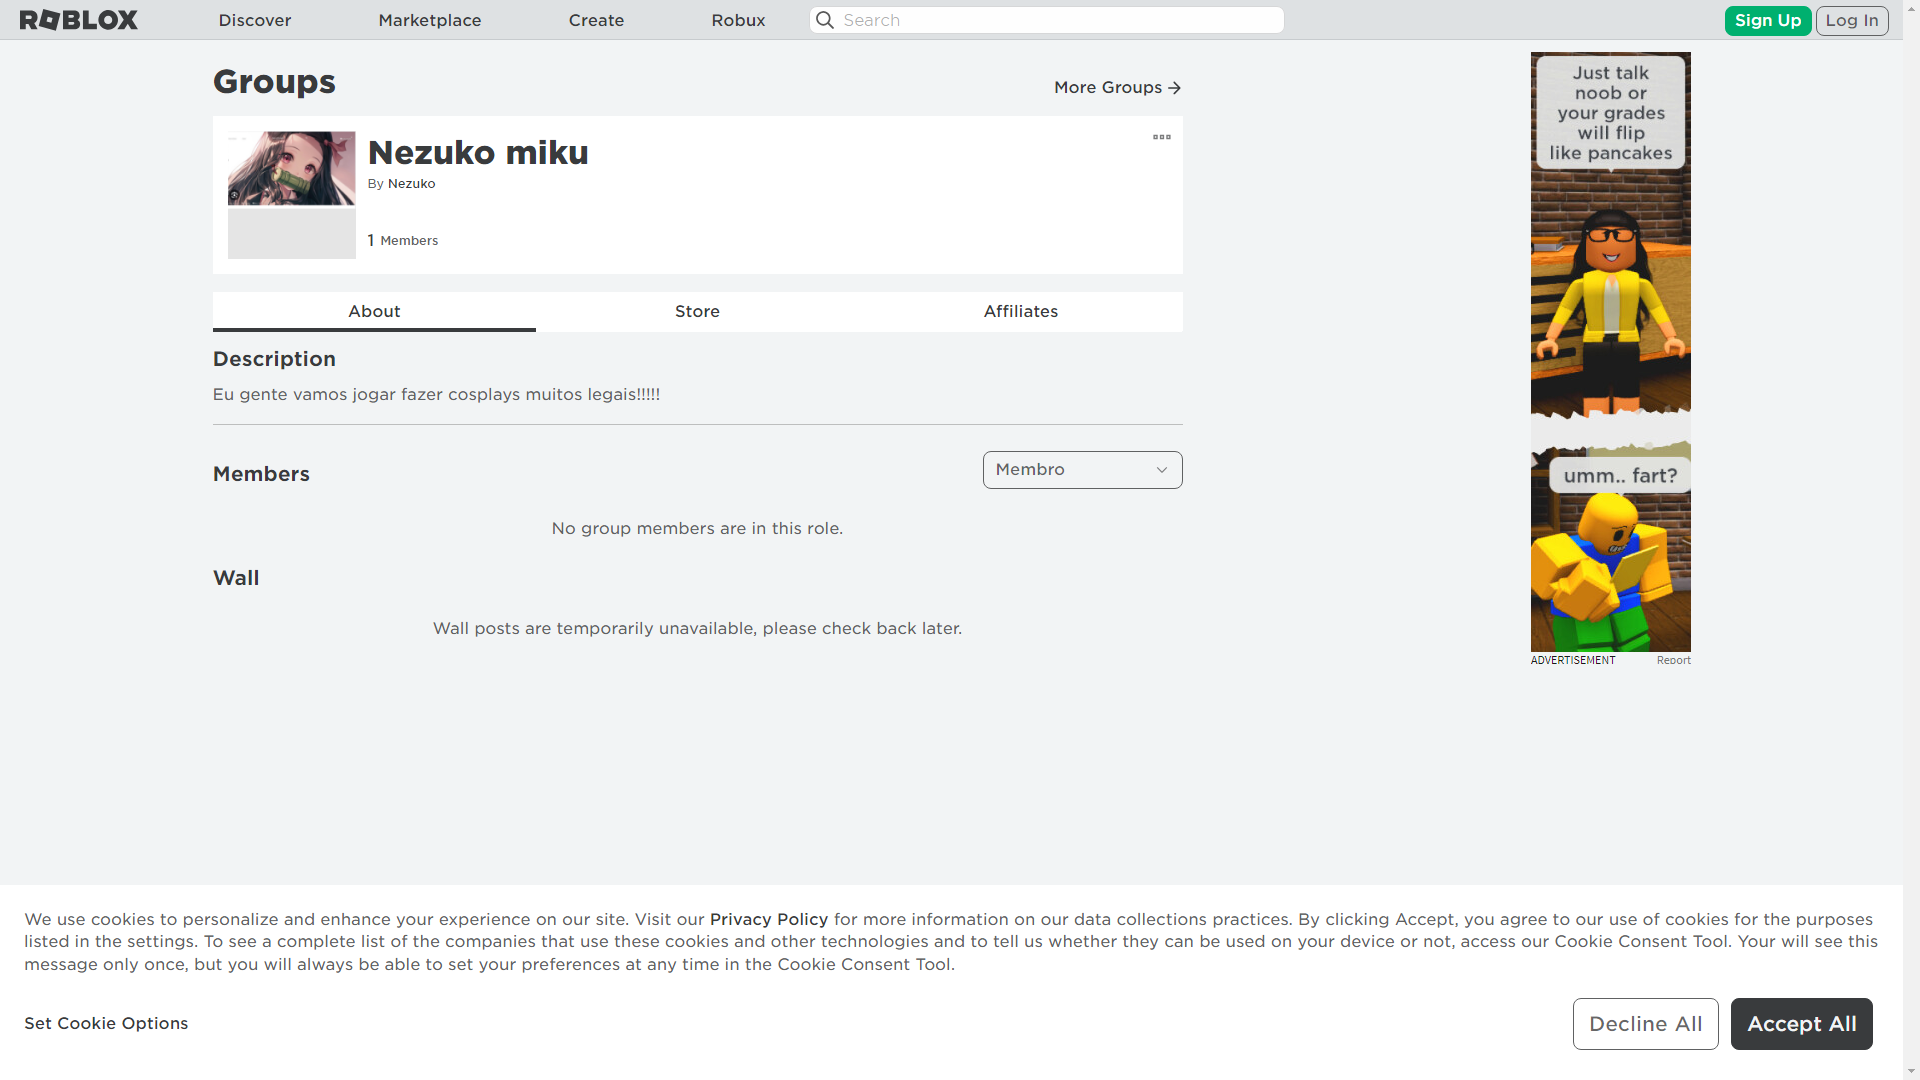 ROBLOX
Discover
Marketplace
Create
Robux
Search
Sign Up
Log In
Groups
More Groups
Nezuko miku
By Nezuko
1 Members
About
Store
Affiliates
Description
Eu gente vamos jogar fazer cosplays muitos legais!!!!!
Members
Membro
No group members are in this role.
Wall
Wall posts are temporarily unavailable, please check back later.
Just talk
noob or
your grades
will flip
like pancakes
umm.. fart?
ADVERTISEMENT
Report
We use cookies to personalize and enhance your experience on our site. Visit our Privacy Policy for more information on our data collections practices. By clicking Accept, you agree to our use of cookies for the purposes
listed in the settings. To see a complete list of the companies that use these cookies and other technologies and to tell us whether they can be used on your device or not, access our Cookie Consent Tool. Your will see this
message only once, but you will always be able to set your preferences at any time in the Cookie Consent Tool.
Set Cookie Options
Decline All
Accept All